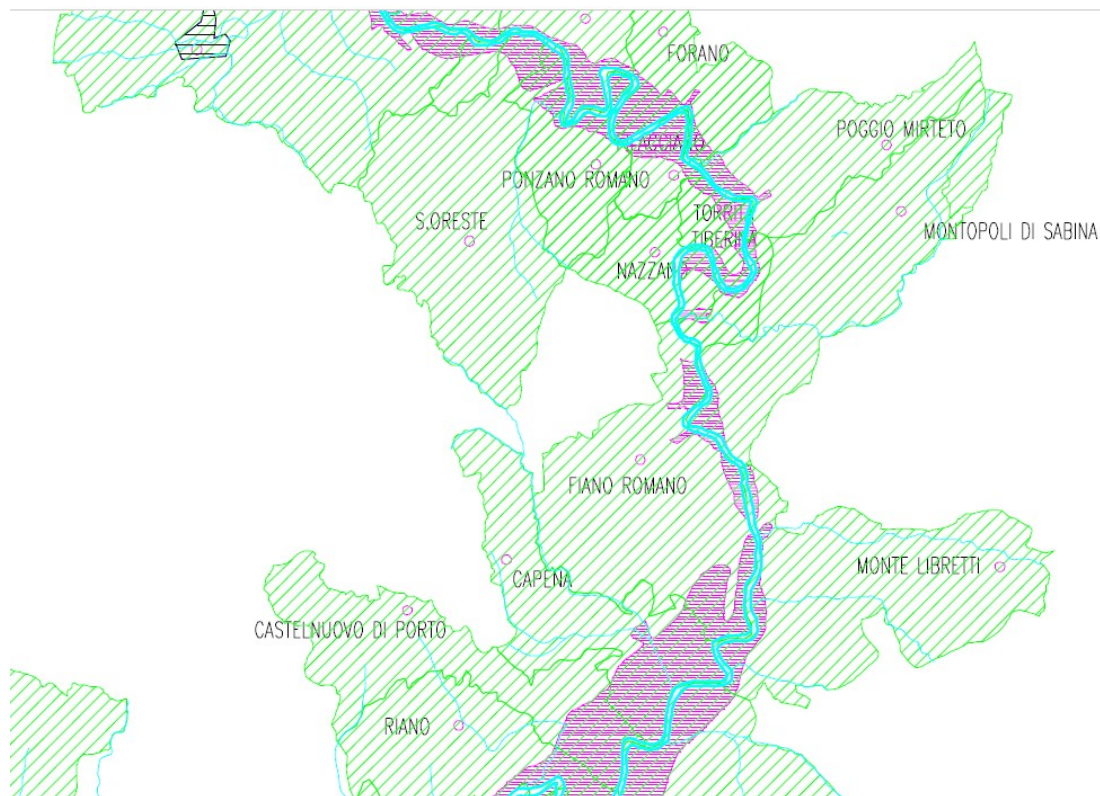 FORANO
POGGIO MIRTETO
PONZANO ROMANO
S.ORESTE
TORRITA
TIBERINA
MONTOPOLI DI SABINA
NAZZANO
FIANO ROMANO
MONTE LIBRETTI
CAPENA
CASTELNUOVO DI PORTO
RIANO